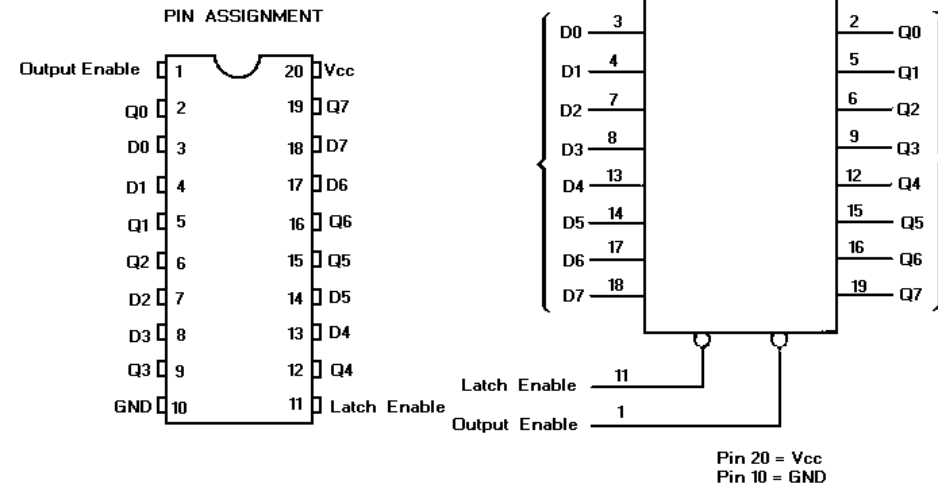 PIN ASSIGNMENT
Output Enable 1 20 Vcc
Q0 2 19 Q7
D0 3 18 D7
D1 4 17 D6
Q1 5 16 Q6
Q2 6 15 Q5
D2 7 14 D5
D3 8 13 D4
Q3 9 12 Q4
GND 10 11 Latch Enable
D0 3 2 Q0
D1 4 5 Q1
D2 7 6 Q2
D3 8 9 Q3
D4 13 12 Q4
D5 14 15 Q5
D6 17 16 Q6
D7 18 19 Q7
Latch Enable 11
Output Enable 1
Pin 20 = Vcc
Pin 10 = GND